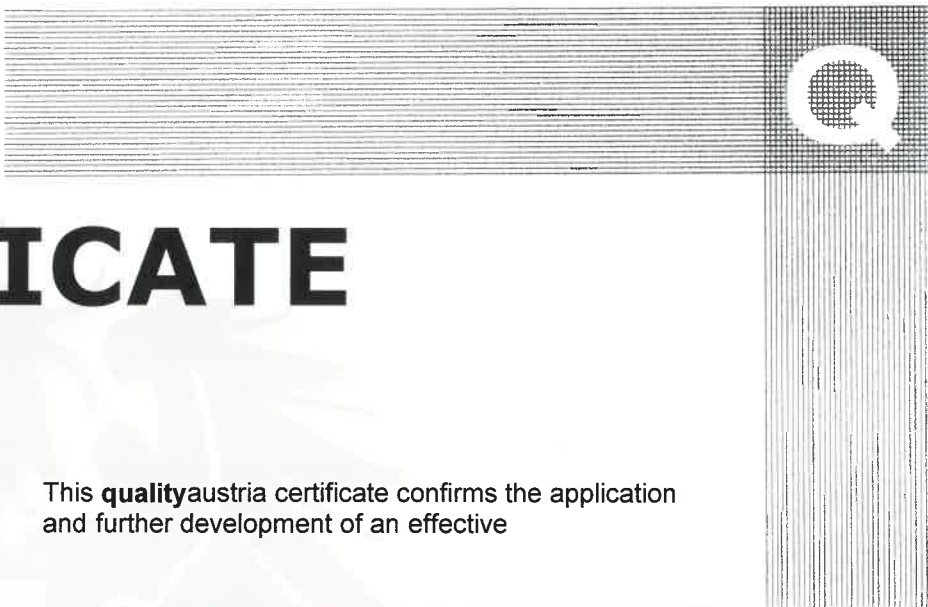 Q
ICATE
This qualityaustria certificate confirms the application
and further development of an effective